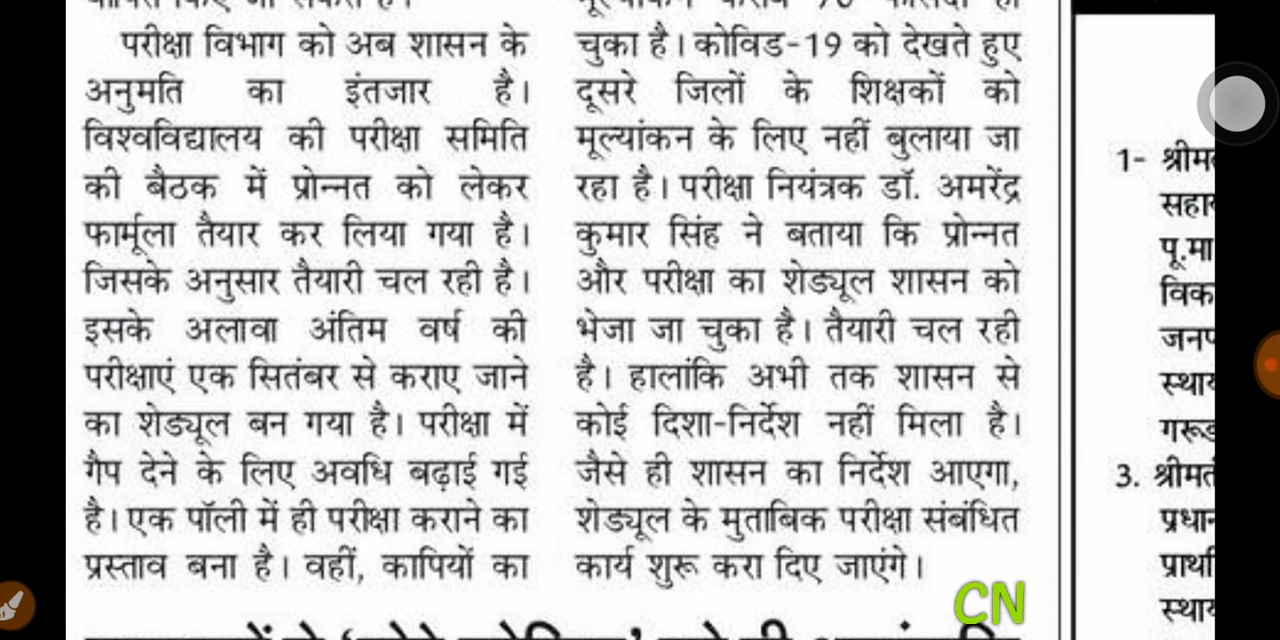 परीक्षा विभाग को अब शासन के
अनुमति का इंतजार है।
विश्वविद्यालय की परीक्षा समिति
की बैठक में प्रोन्नत को लेकर
फार्मूला तैयार कर लिया गया है।
जिसके अनुसार तैयारी चल रही है।
इसके अलावा अंतिम वर्ष की
परीक्षाएं एक सितंबर से कराए जाने
का शेड्यूल बन गया है। परीक्षा में
गैप देने के लिए अवधि बढ़ाई गई
है। एक पॉली में ही परीक्षा कराने का
प्रस्ताव बना है। वहीं, कापियों का
चुका है। कोविड-19 को देखते हुए
दूसरे जिलों के शिक्षकों को
मूल्यांकन के लिए नहीं बुलाया जा
रहा है। परीक्षा नियंत्रक डॉ. अमरेंद्र
कुमार सिंह ने बताया कि प्रोन्नत
और परीक्षा का शेड्यूल शासन को
भेजा जा चुका है। तैयारी चल रही
है। हालांकि अभी तक शासन से
कोई दिशा-निर्देश नहीं मिला है।
जैसे ही शासन का निर्देश आएगा,
शेड्यूल के मुताबिक परीक्षा संबंधित
कार्य शुरू करा दिए जाएंगे।
CN
1-
3.